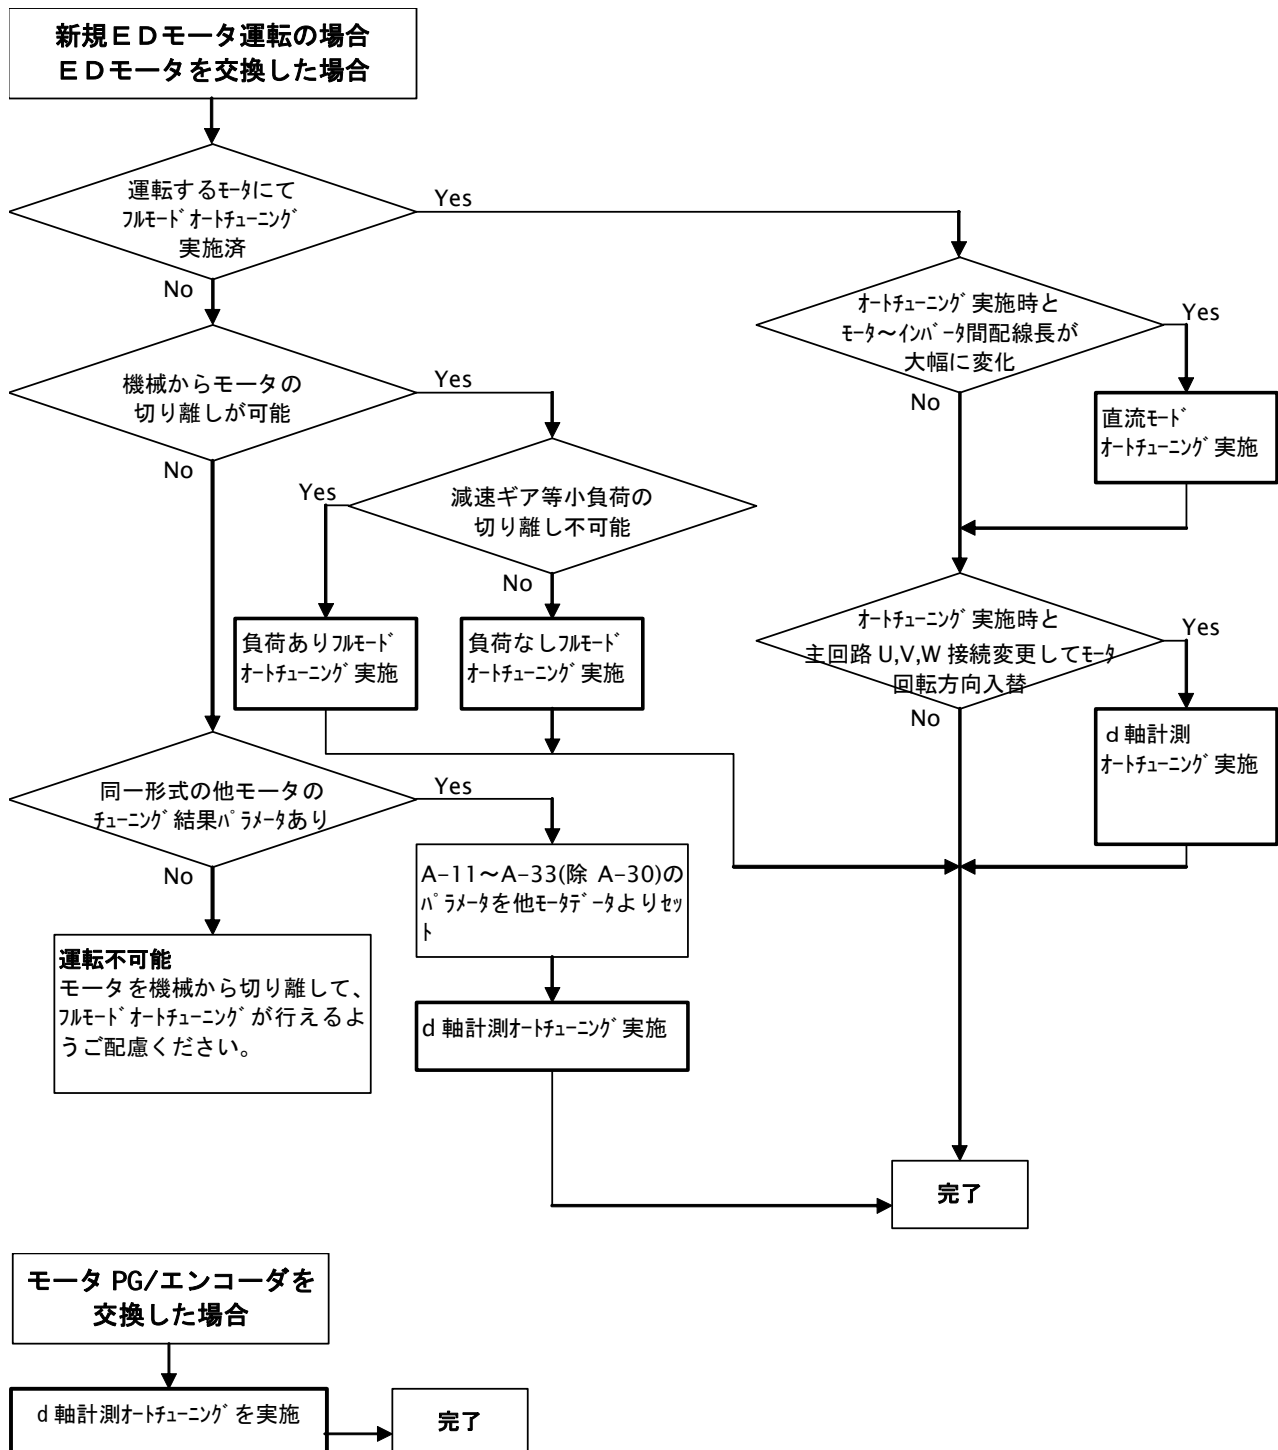 新規ＥＤモータ運転の場合
ＥＤモータを交換した場合
運転するﾓｰﾀにて
ﾌﾙﾓｰﾄﾞｵｰﾄﾁｭｰﾆﾝｸﾞ
実施済
Yes
No
ｵｰﾄﾁｭｰﾆﾝｸﾞ実施時と
ﾓｰﾀ～ｲﾝﾊﾞｰﾀ間配線長が
大幅に変化
Yes
No
直流ﾓｰﾄﾞ
ｵｰﾄﾁｭｰﾆﾝｸﾞ実施
機械からモータの
切り離しが可能
Yes
No
減速ギア等小負荷の
切り離し不可能
Yes
No
負荷ありﾌﾙﾓｰﾄﾞ
ｵｰﾄﾁｭｰﾆﾝｸﾞ実施
負荷なしﾌﾙﾓｰﾄﾞ
ｵｰﾄﾁｭｰﾆﾝｸﾞ実施
ｵｰﾄﾁｭｰﾆﾝｸﾞ実施時と
主回路 U,V,W 接続変更してﾓｰﾀ
回転方向入替
Yes
No
ｄ軸計測
ｵｰﾄﾁｭｰﾆﾝｸﾞ実施
同一形式の他モータの
ﾁｭｰﾆﾝｸﾞ結果ﾊﾟﾗﾒｰﾀあり
Yes
No
A-11～A-33(除 A-30)の
ﾊﾟﾗﾒｰﾀを他ﾓｰﾀﾃﾞｰﾀよりｾｯ
ﾄ
運転不可能
モータを機械から切り離して、
ﾌﾙﾓｰﾄﾞｵｰﾄﾁｭｰﾆﾝｸﾞが行えるよ
うご配慮ください。
ｄ軸計測ｵｰﾄﾁｭｰﾆﾝｸﾞ実施
完了
モータ PG/エンコーダを
交換した場合
ｄ軸計測ｵｰﾄﾁｭｰﾆﾝｸﾞを実施
完了